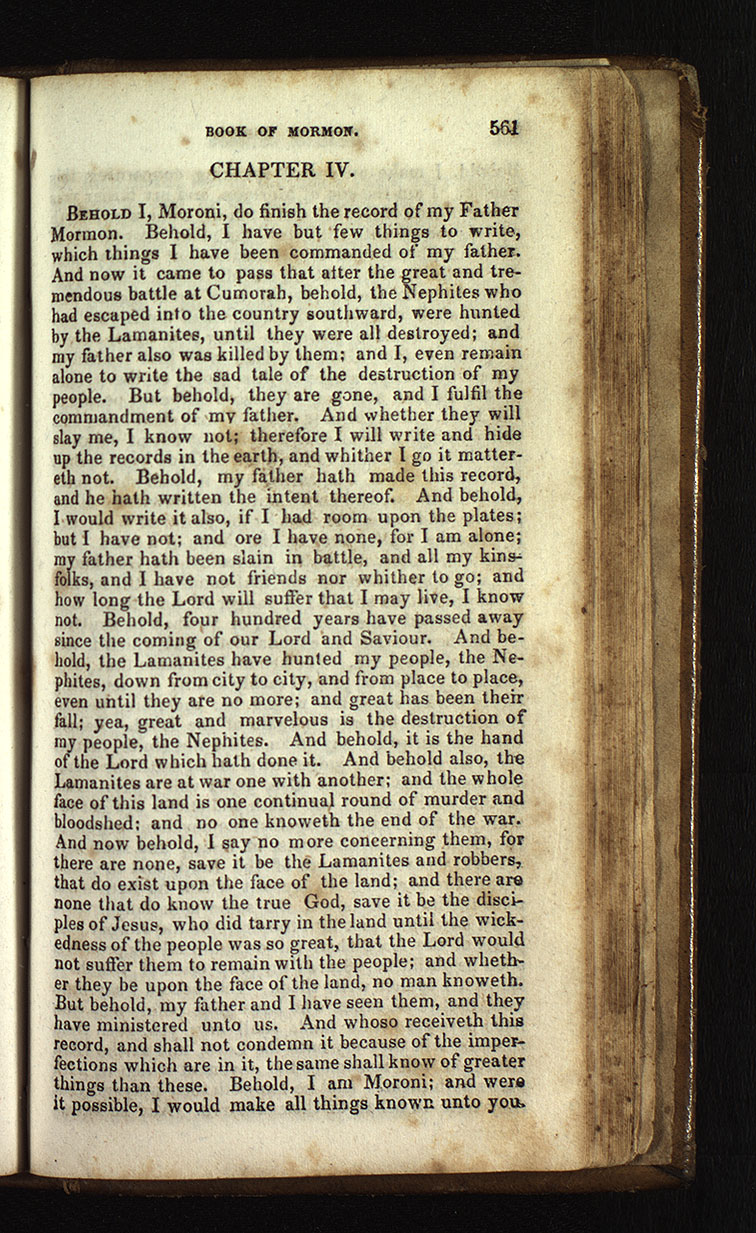 BOOK OF MORMON. 561
CHAPTER IV.
BEHOLD I, Moroni, do finish the record of my Father
Mormon. Behold, I have but few things to write,
which things I have been commanded of my father.
And now it came to pass that after the great and tre-
mendous battle at Cumorah, behold, the Nephites who
had escaped into the country southward, were hunted
by the Lamanites, until they were all destroyed; and
my father also was killed by them; and I, even remain
alone to write the sad tale of the destruction of my
people. But behold, they are gone, and I fulfil the
commandment of my father. And whether they will
slay me, I know not; therefore I will write and hide
up the records in the earth, and whither I go it matter-
eth not. Behold, my father hath made this record,
and he hath written the intent thereof. And behold,
I would write it also, if I had room upon the plates;
but I have not; and ore I have none, for I am alone;
my father hath been slain in battle, and all my kins-
folks, and I have not friends nor whither to go; and
how long the Lord will suffer that I may live, I know
not. Behold, four hundred years have passed away
since the coming of our Lord and Saviour. And be-
hold, the Lamanites have hunted my people, the Ne-
phites, down from city to city, and from place to place,
even until they are no more; and great has been their
fall; yea, great and marvelous is the destruction of
my people, the Nephites. And behold, it is the hand
of the Lord which hath done it. And behold also, the
Lamanites are at war one with another; and the whole
face of this land is one continual round of murder and
bloodshed; and no one knoweth the end of the war.
And now behold, I say no more concerning them, for
there are none, save it be the Lamanites and robbers,
that do exist upon the face of the land; and there are
none that do know the true God, save it be the disci-
ples of Jesus, who did tarry in the land until the wick-
edness of the people was so great, that the Lord would
not suffer them to remain with the people; and wheth-
er they be upon the face of the land, no man knoweth.
But behold, my father and I have seen them, and they
have ministered unto us. And whoso receiveth this
record, and shall not condemn it because of the imper-
fections which are in it, the same shall know of greater
things than these. Behold, I am Moroni; and were
it possible, I would make all things known unto you.